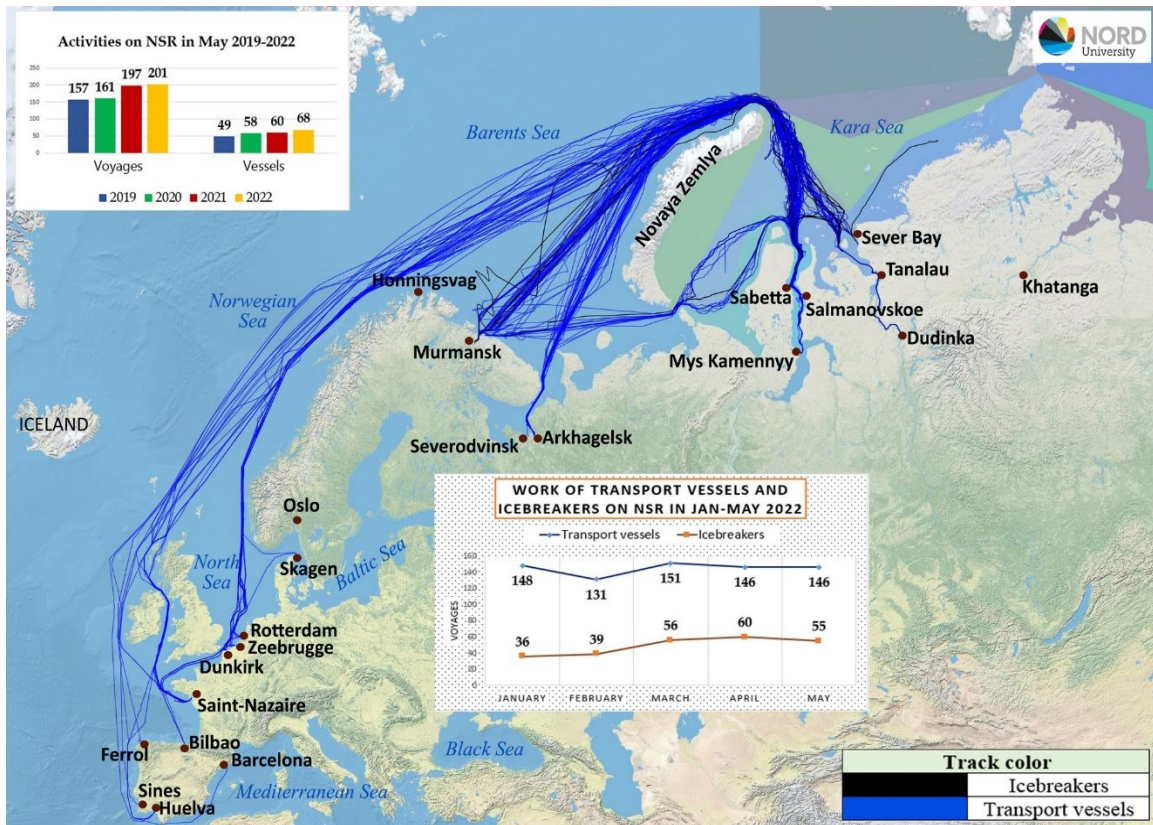 Activities on NSR in May 2019-2022
250
200
150
100
50
0
157
161
197
201
49
58
60
68
Voyages
Vessels
2019
2020
2021
2022
NORD
University
Barents Sea
Kara Sea
Novaya Zemlya
Sever Bay
Tanalau
Khatanga
Honningsvag
Norwegian
Sea
Sabetta
Salmanovskoe
Dudinka
Murmansk
Mys Kamennyy
ICELAND
Severodvinsk
Arkhagelsk
WORK OF TRANSPORT VESSELS AND
ICEBREAKERS ON NSR IN JAN-MAY 2022
Transport vessels
Icebreakers
VOYAGES
160
140
120
100
80
60
40
20
0
148
131
151
146
146
36
39
56
60
55
JANUARY
FEBRUARY
MARCH
APRIL
MAY
Oslo
North
Sea
Skagen
Baltic Sea
Rotterdam
Zeebrugge
Dunkirk
Saint-Nazaire
Ferrol
Bilbao
Barcelona
Black Sea
Sines
Huelva
Mediterranean Sea
Track color
Icebreakers
Transport vessels